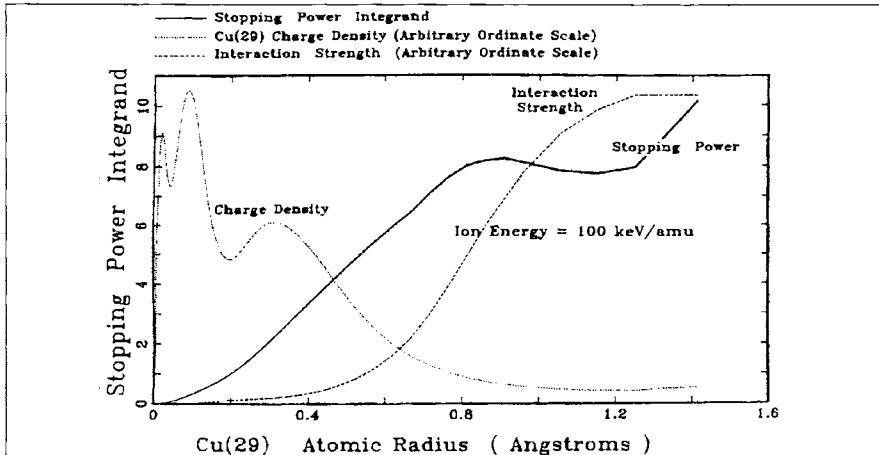 Stopping Power Integrand
Cu(29) Charge Density (Arbitrary Ordinate Scale)
Interaction Strength (Arbitrary Ordinate Scale)
Stopping Power Integrand
10
8
6
4
2
0
Interaction
Strength
Stopping Power
Charge Density
Ion Energy = 100 keV/amu
0
0.4
0.8
1.2
1.6
Cu(29) Atomic Radius ( Angstroms )